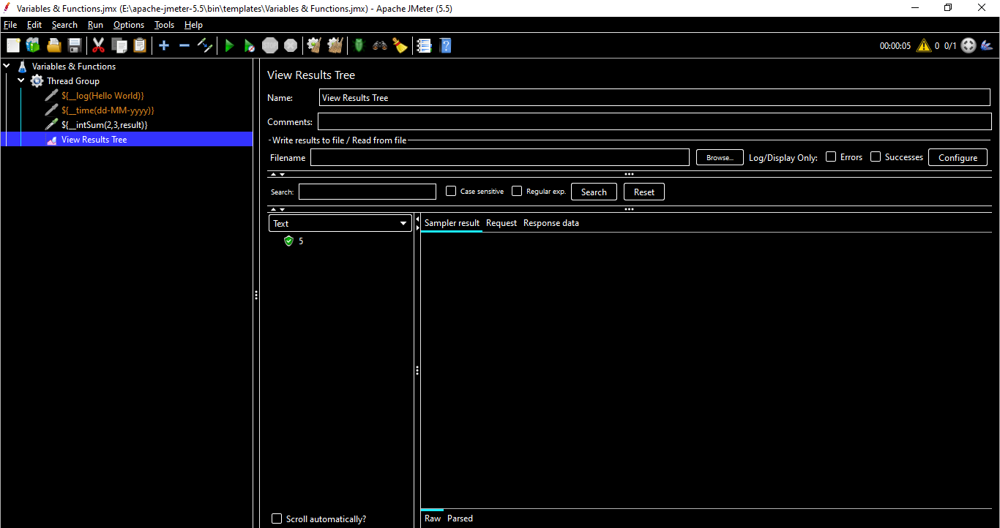 Variables & Functions.jmx (E:\apache-jmeter-5.5\bin\templates\Variables & Functions.jmx) - Apache JMeter (5.5)
File Edit Search Run Options Tools Help
00:00:05 0 0/1
Variables & Functions
Thread Group
${__log(Hello World)}
${__time(dd-MM-yyyy)}
${__intSum(2,3,result)}
View Results Tree
View Results Tree
Name: View Results Tree
Comments:
Write results to file / Read from file
Filename Browse... Log/Display Only: Errors Successes Configure
Search: Case sensitive Regular exp. Search Reset
Text
5
Scroll automatically?
Sampler result Request Response data
Raw Parsed